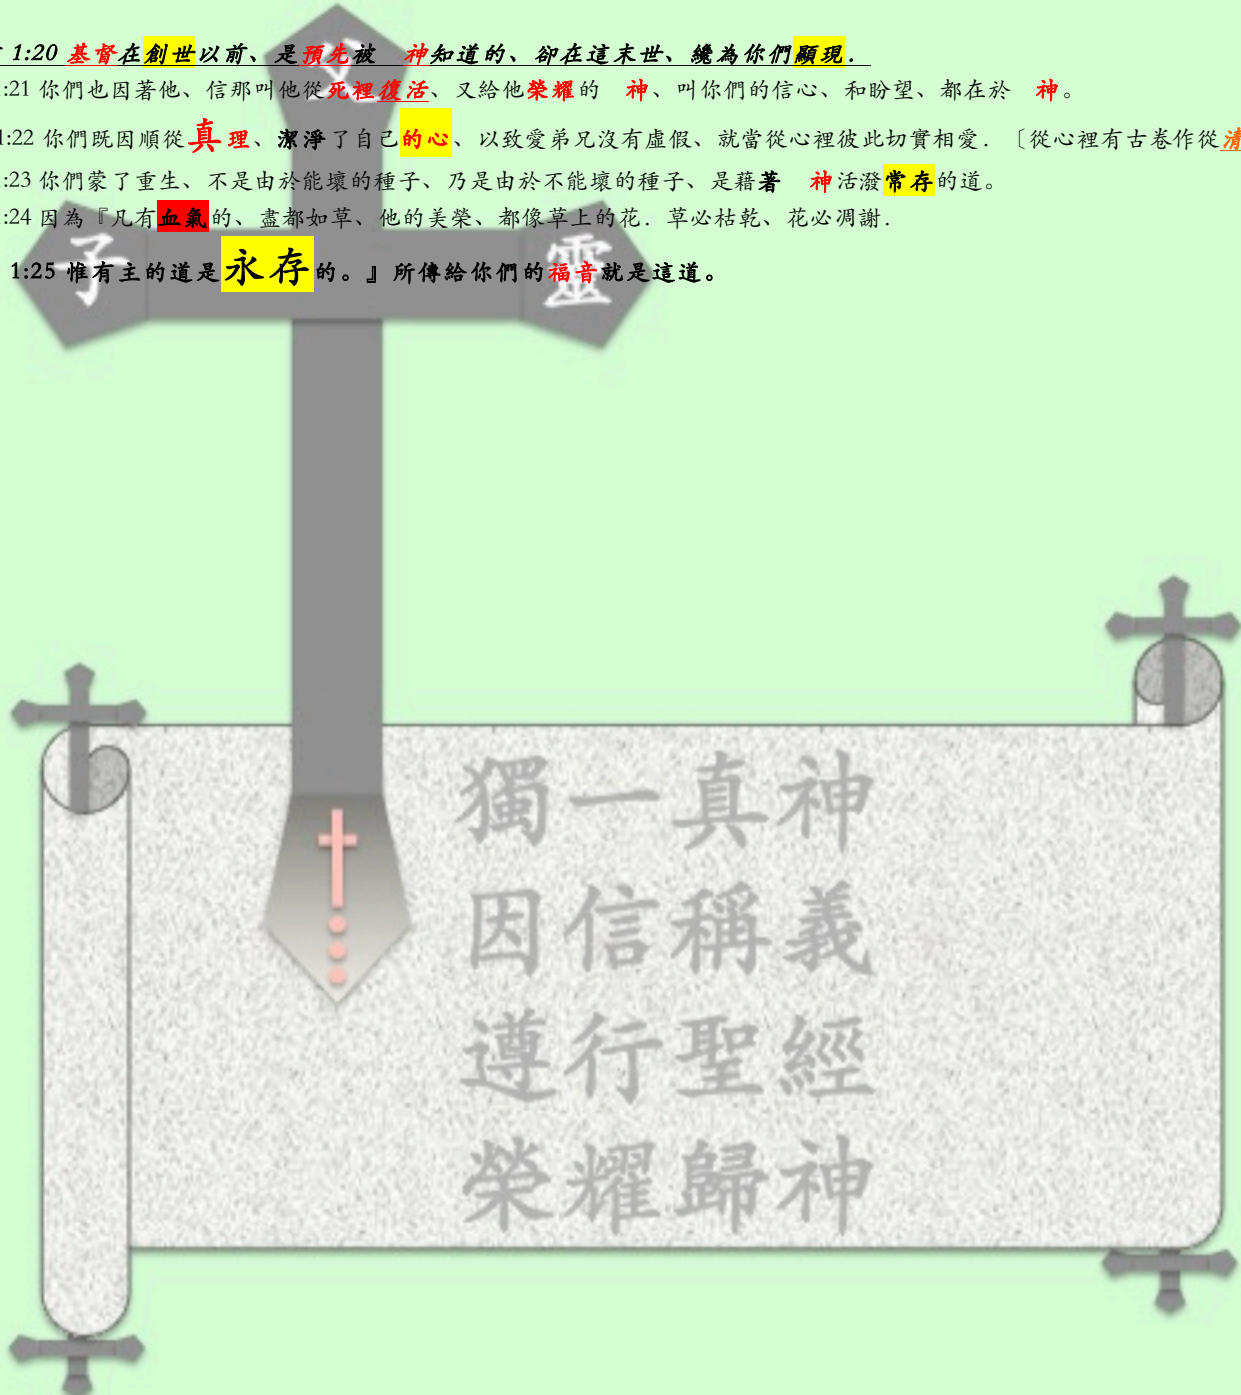 1:20 基督在創世以前、是預先被　神知道的、卻在這末世、纔為你們顯現．
:21 你們也因著他、信那叫他從死裡復活、又給他榮耀的　神、叫你們的信心、和盼望、都在於　神。
1:22 你們既因順從真理、潔淨了自己的心、以致愛弟兄沒有虛假、就當從心裡彼此切實相愛．〔從心裡有古卷作從清
:23 你們蒙了重生、不是由於能壞的種子、乃是由於不能壞的種子、是藉著　神活潑常存的道。
:24 因為『凡有血氣的、盡都如草、他的美榮、都像草上的花．草必枯乾、花必凋謝．
1:25 惟有主的道是永存的。』所傳給你們的福音就是這道。
父
子 靈
獨一真神
因信稱義
遵行聖經
榮耀歸神